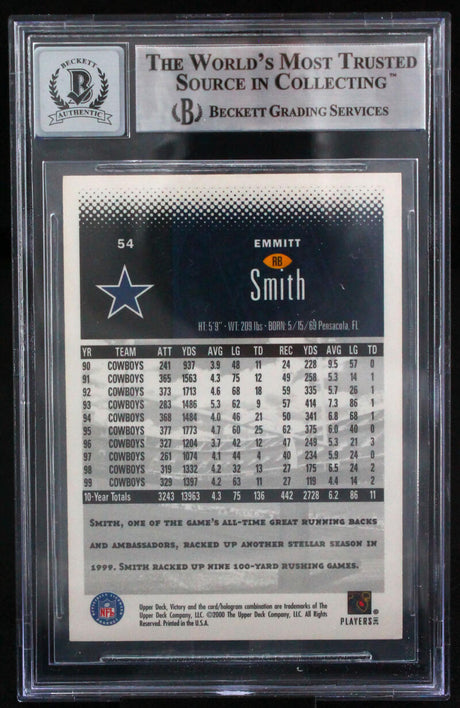 BECKETT
B
AUTHENTIC
THE WORLD'S MOST TRUSTED
SOURCE IN COLLECTING™
B BECKETT GRADING SERVICES
54
EMMITT
RB
Smith
HT: 5'9" · WT: 209 lbs · BORN: 5/15/69 Pensacola, FL
YR TEAM ATT YDS AVG LG TD REC YDS AVG LG TD
90 COWBOYS 241 937 3.9 48 11 24 228 9.5 57 0
91 COWBOYS 365 1563 4.3 75 12 49 258 5.3 14 1
92 COWBOYS 373 1713 4.6 68 18 59 335 5.7 26 1
93 COWBOYS 283 1486 5.3 62 9 57 414 7.3 86 1
94 COWBOYS 368 1484 4.0 46 21 50 341 6.8 68 1
95 COWBOYS 377 1773 4.7 60 25 62 375 6.0 40 0
96 COWBOYS 327 1204 3.7 42 12 47 249 5.3 21 3
97 COWBOYS 261 1074 4.1 44 4 40 234 5.9 24 0
98 COWBOYS 319 1332 4.2 32 13 27 175 6.5 24 2
99 COWBOYS 329 1397 4.2 63 11 27 119 4.4 14 2
10-Year Totals 3243 13963 4.3 75 136 442 2728 6.2 86 11
SMITH, ONE OF THE GAME'S ALL-TIME GREAT RUNNING BACKS
AND AMBASSADORS, RACKED UP ANOTHER STELLAR SEASON IN
1999. SMITH RACKED UP NINE 100-YARD RUSHING GAMES.
NFL
Upper Deck, Victory and the card/hologram combination are trademarks of The
Upper Deck Company, LLC. ©2000 The Upper Deck Company, LLC. All Rights
Reserved. Printed in the U.S.A.
PLAYERS INC